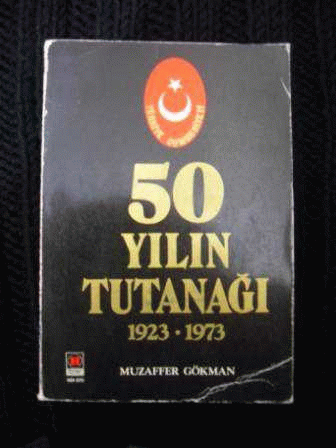 TÜRKİYE CUMHURİYETİ
50
YILIN
TUTANAĞI
1923 • 1973
MUZAFFER GÖKMAN